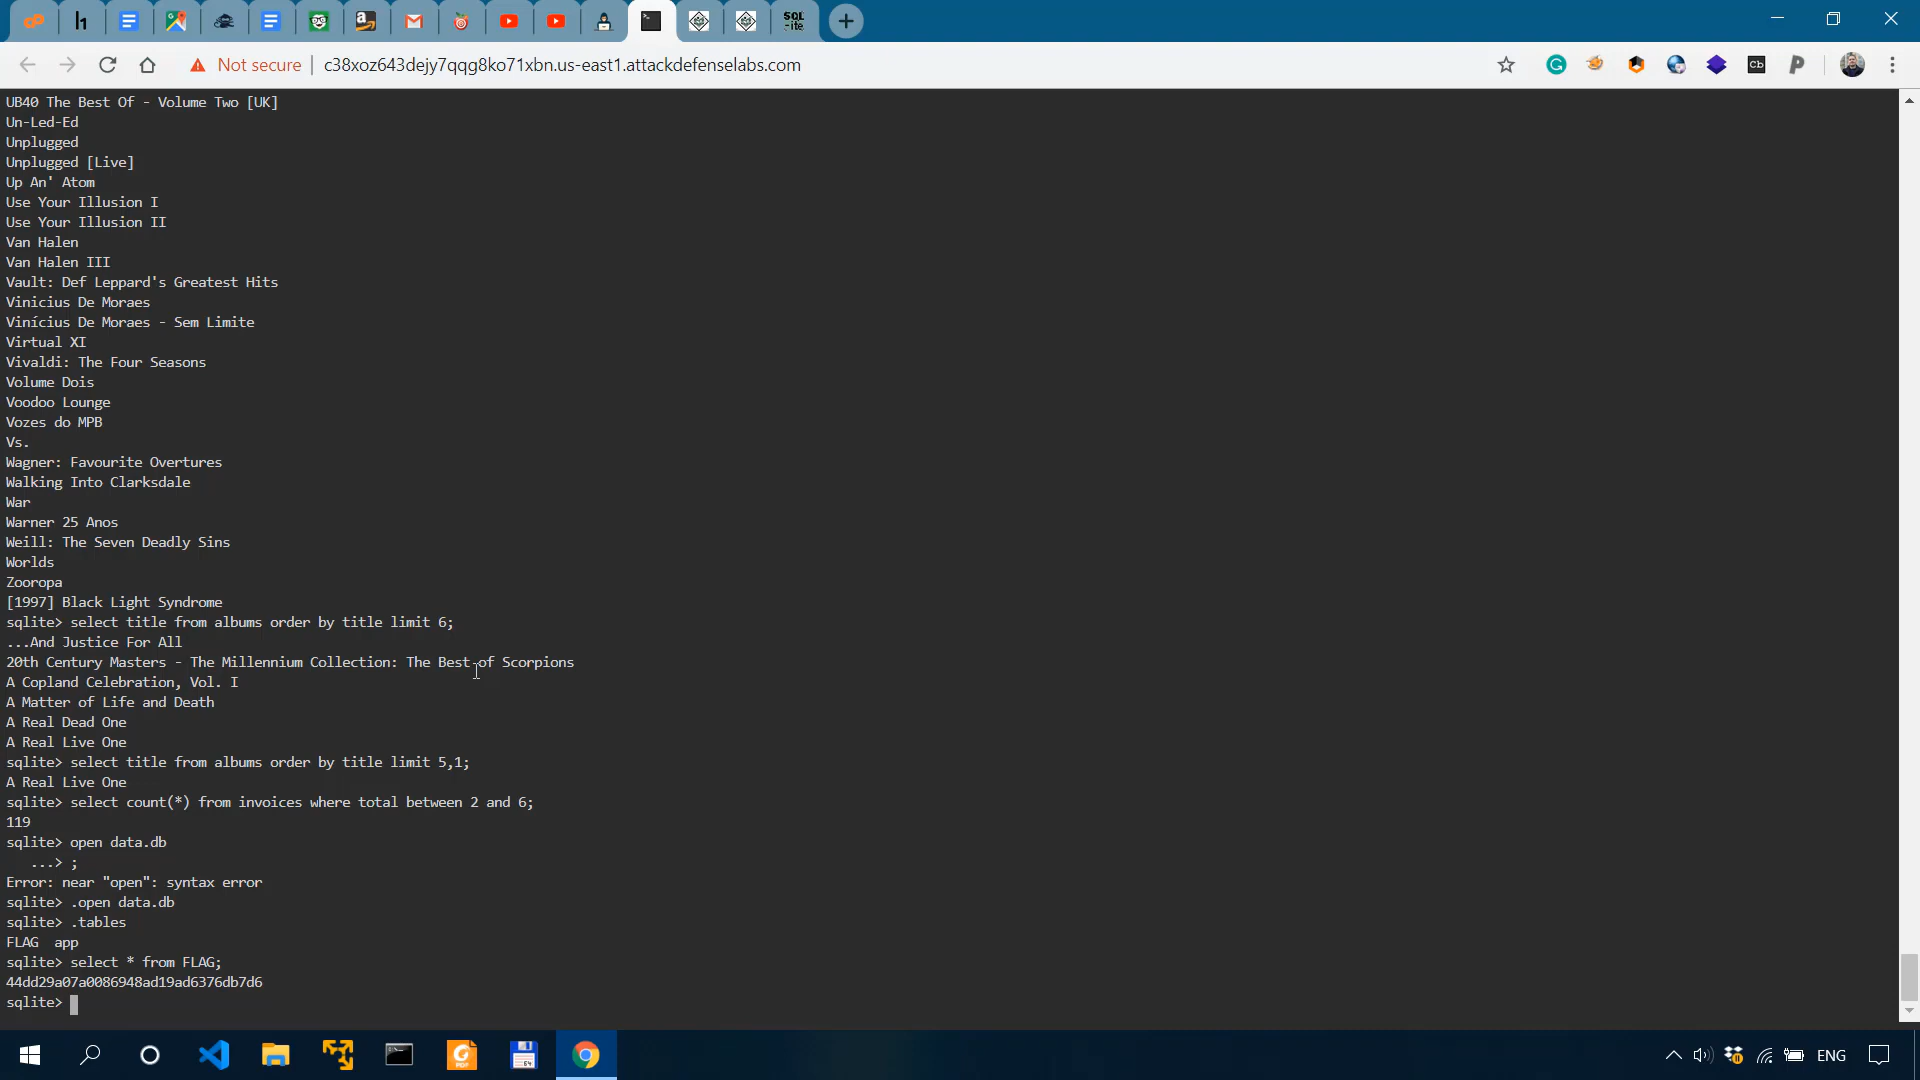 h1
SQL
-ite
Not secure | c38xoz643dejy7qqg8ko71xbn.us-east1.attackdefenselabs.com
UB40 The Best Of - Volume Two [UK]
Un-Led-Ed
Unplugged
Unplugged [Live]
Up An' Atom
Use Your Illusion I
Use Your Illusion II
Van Halen
Van Halen III
Vault: Def Leppard's Greatest Hits
Vinicius De Moraes
Vinícius De Moraes - Sem Limite
Virtual XI
Vivaldi: The Four Seasons
Volume Dois
Voodoo Lounge
Vozes do MPB
Vs.
Wagner: Favourite Overtures
Walking Into Clarksdale
War
Warner 25 Anos
Weill: The Seven Deadly Sins
Worlds
Zooropa
[1997] Black Light Syndrome
sqlite> select title from albums order by title limit 6;
...And Justice For All
20th Century Masters - The Millennium Collection: The Best of Scorpions
A Copland Celebration, Vol. I
A Matter of Life and Death
A Real Dead One
A Real Live One
sqlite> select title from albums order by title limit 5,1;
A Real Live One
sqlite> select count(*) from invoices where total between 2 and 6;
119
sqlite> open data.db
   ...> ;
Error: near "open": syntax error
sqlite> .open data.db
sqlite> .tables
FLAG  app
sqlite> select * from FLAG;
44dd29a07a0086948ad19ad6376db7d6
sqlite>
ENG